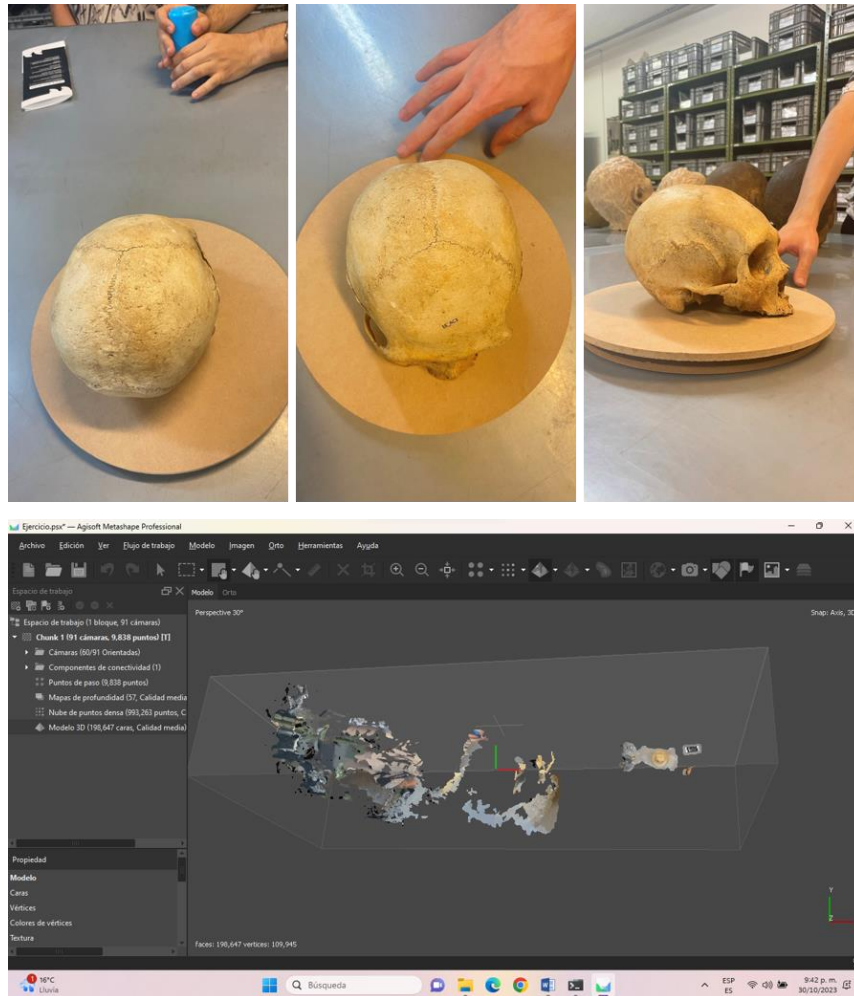 Ejercicio.psx* — Agisoft Metashape Professional
Archivo Edición Ver Flujo de trabajo Modelo Imagen Orto Herramientas Ayuda
Espacio de trabajo
Modelo Orto
Perspective 30°
Snap: Axis, 3D
Espacio de trabajo (1 bloque, 91 cámaras)
Chunk 1 (91 cámaras, 9,838 puntos) [T]
Cámaras (60/91 Orientadas)
Componentes de conectividad (1)
Puntos de paso (9,838 puntos)
Mapas de profundidad (57, Calidad media
Nube de puntos densa (993,263 puntos, C
Modelo 3D (198,647 caras, Calidad media)
Propiedad
Modelo
Caras
Vértices
Colores de vértices
Textura
Faces: 198,647 vertices: 109,945
Y
Z
1
16°C
Lluvia
Búsqueda
ESP
ES
9:42 p. m.
30/10/2023